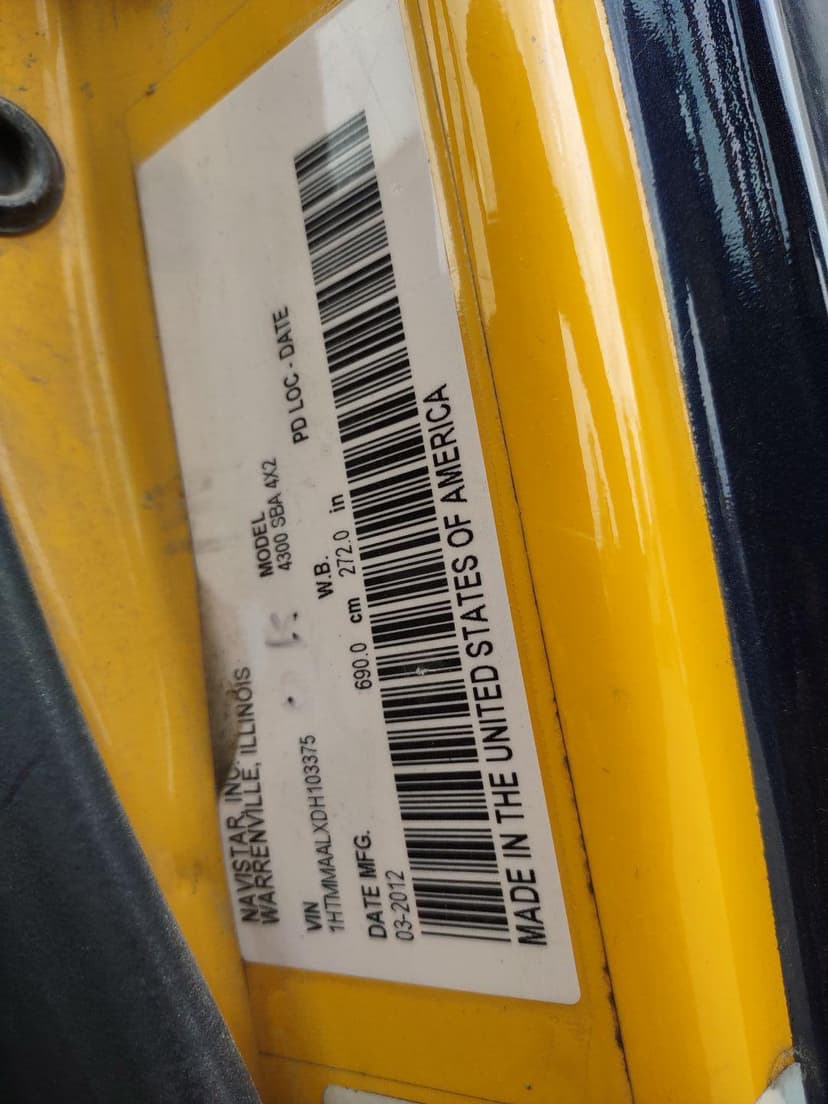 NAVISTAR, INC.
WARRENVILLE, ILLINOIS
MODEL
4300 SBA 4X2
VIN
1HTMMAALXDH103375
W.B.
690.0 cm 272.0 in
PD LOC - DATE
DATE MFG.
03-2012
MADE IN THE UNITED STATES OF AMERICA